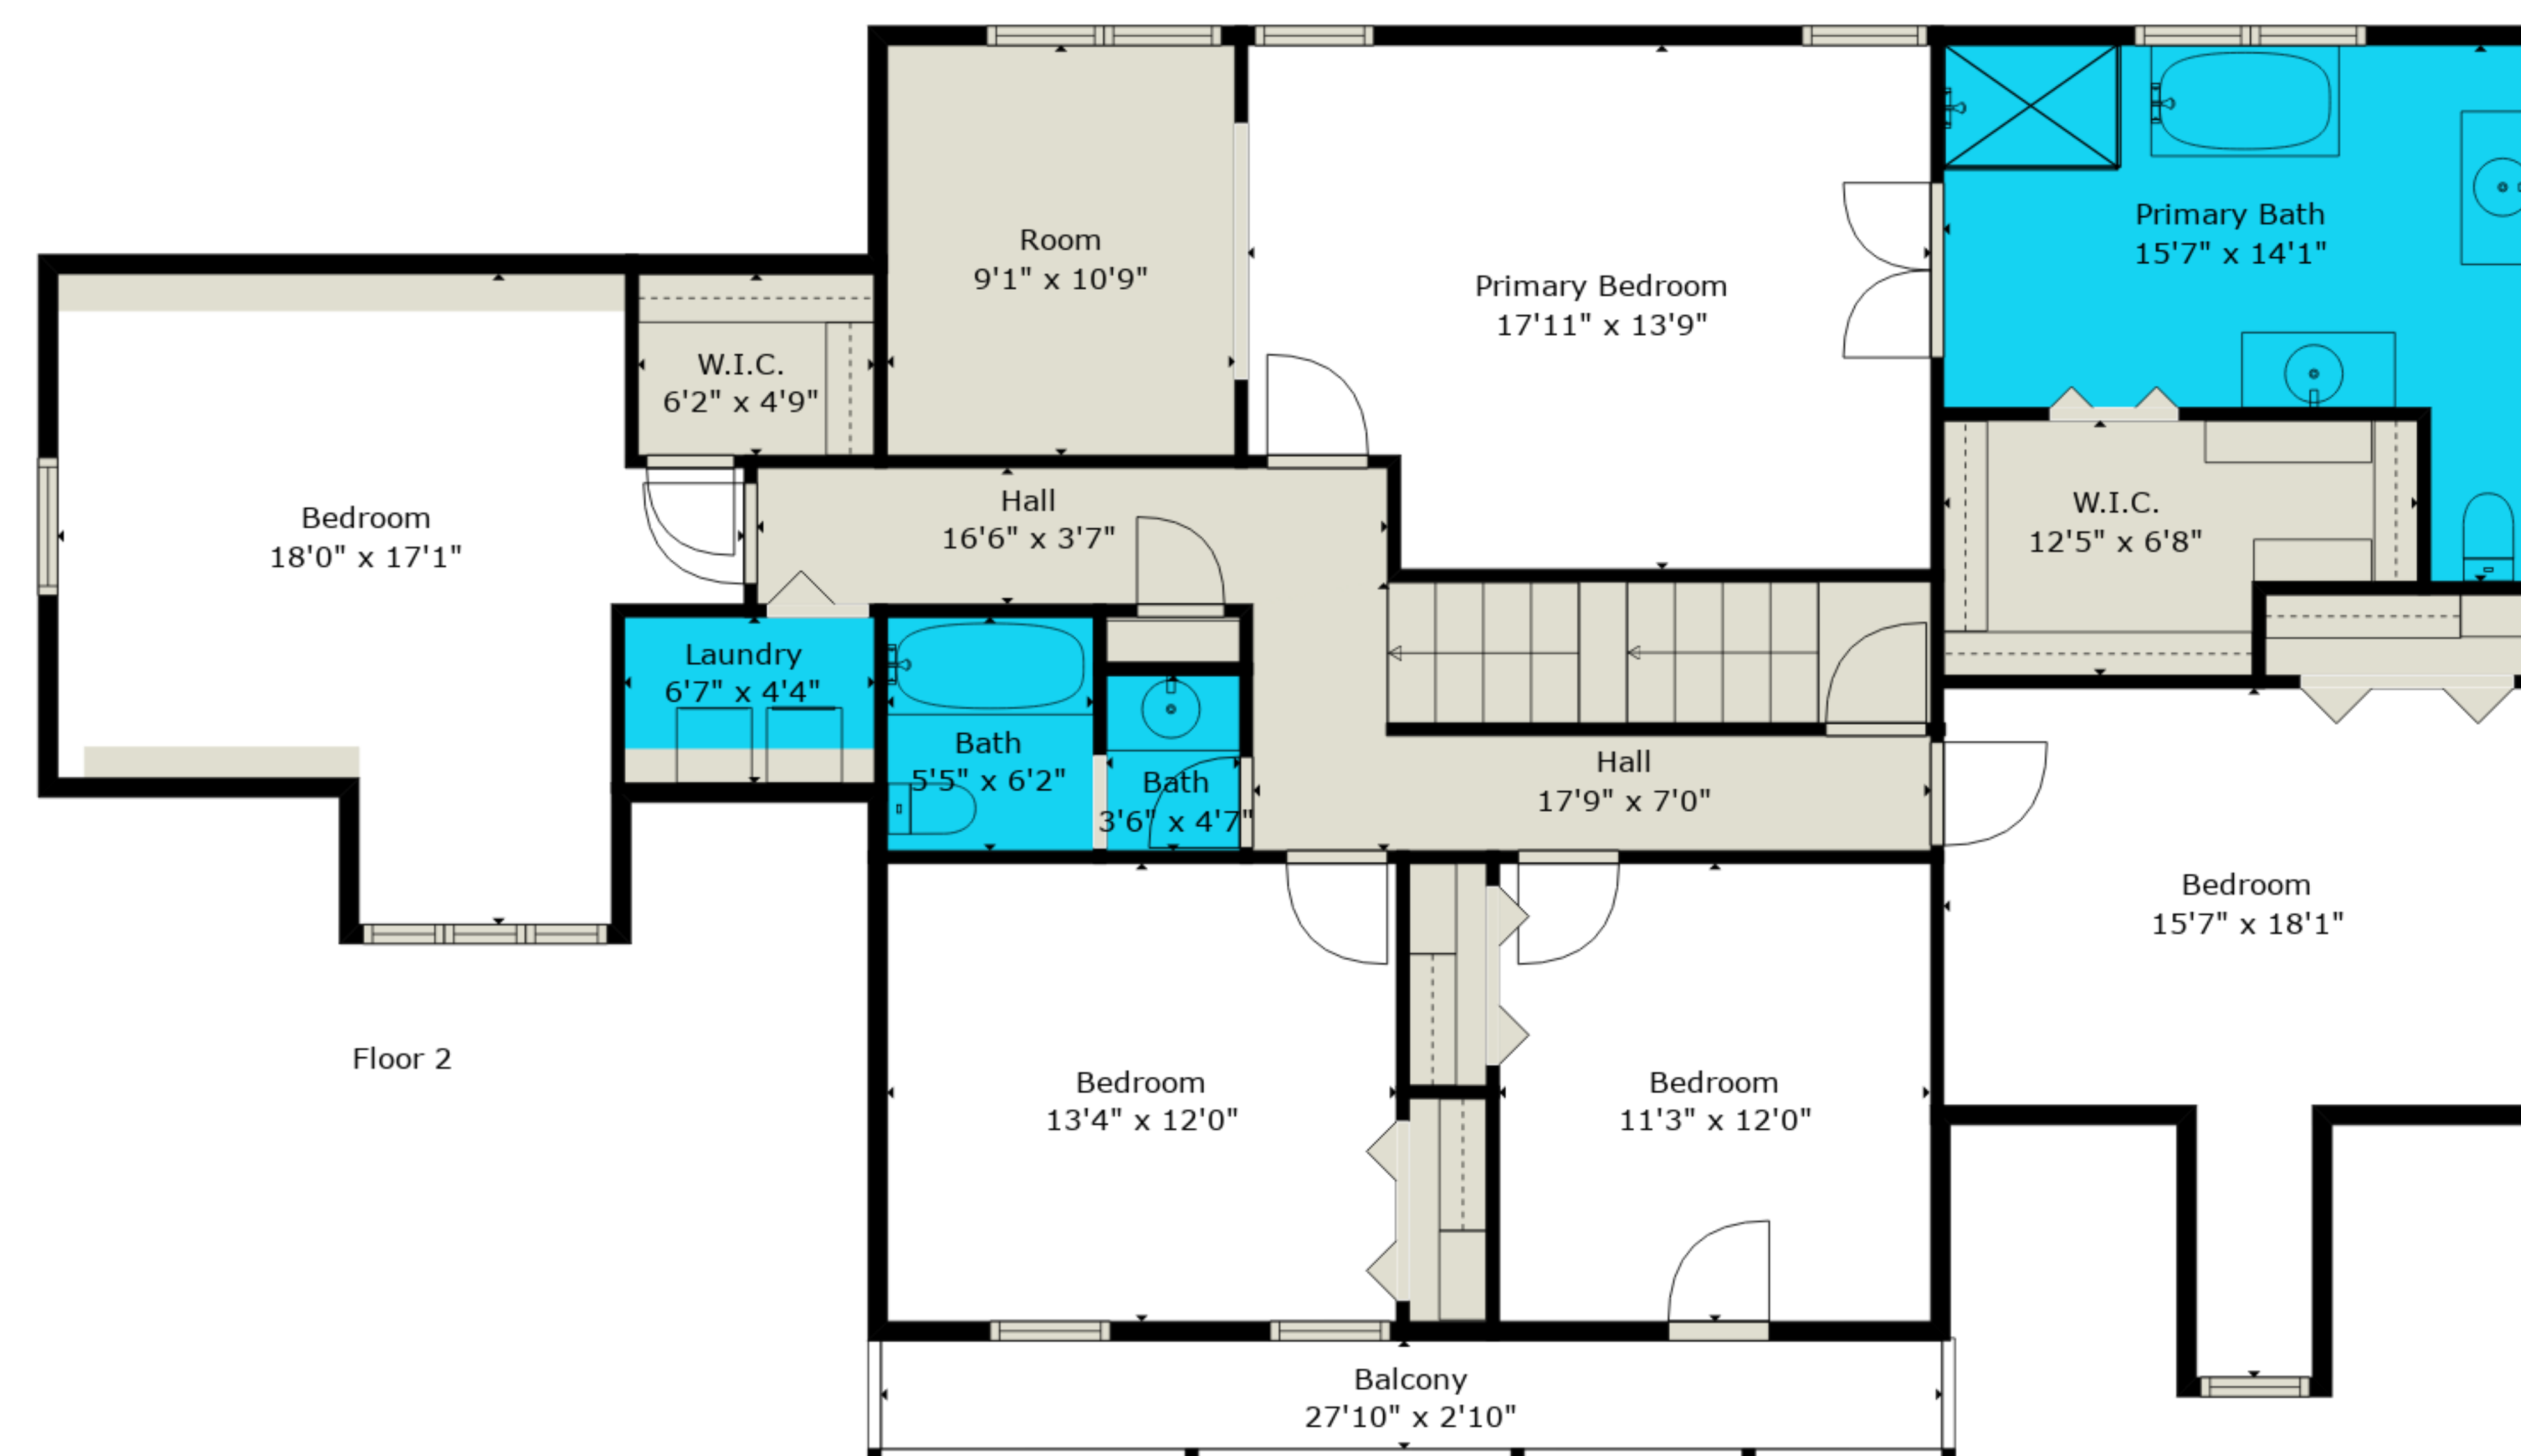 Room
9'1" x 10'9"
Primary Bedroom
17'11" x 13'9"
Primary Bath
15'7" x 14'1"
W.I.C.
6'2" x 4'9"
Bedroom
18'0" x 17'1"
Hall
16'6" x 3'7"
W.I.C.
12'5" x 6'8"
Laundry
6'7" x 4'4"
Bath
5'5" x 6'2"
Bath
3'6" x 4'7"
Hall
17'9" x 7'0"
Bedroom
15'7" x 18'1"
Floor 2
Bedroom
13'4" x 12'0"
Bedroom
11'3" x 12'0"
Balcony
27'10" x 2'10"